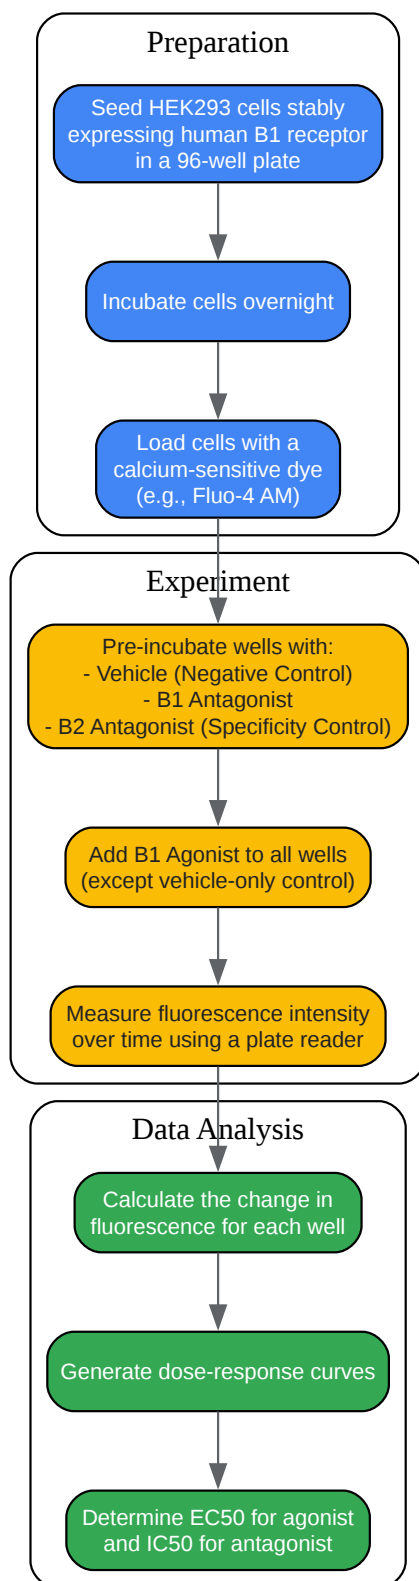 Preparation
Seed HEK293 cells stably
expressing human B1 receptor
in a 96-well plate
Incubate cells overnight
Load cells with a
calcium-sensitive dye
(e.g., Fluo-4 AM)
Experiment
Pre-incubate wells with:
- Vehicle (Negative Control)
- B1 Antagonist
- B2 Antagonist (Specificity Control)
Add B1 Agonist to all wells
(except vehicle-only control)
Measure fluorescence intensity
over time using a plate reader
Data Analysis
Calculate the change in
fluorescence for each well
Generate dose-response curves
Determine EC50 for agonist
and IC50 for antagonist